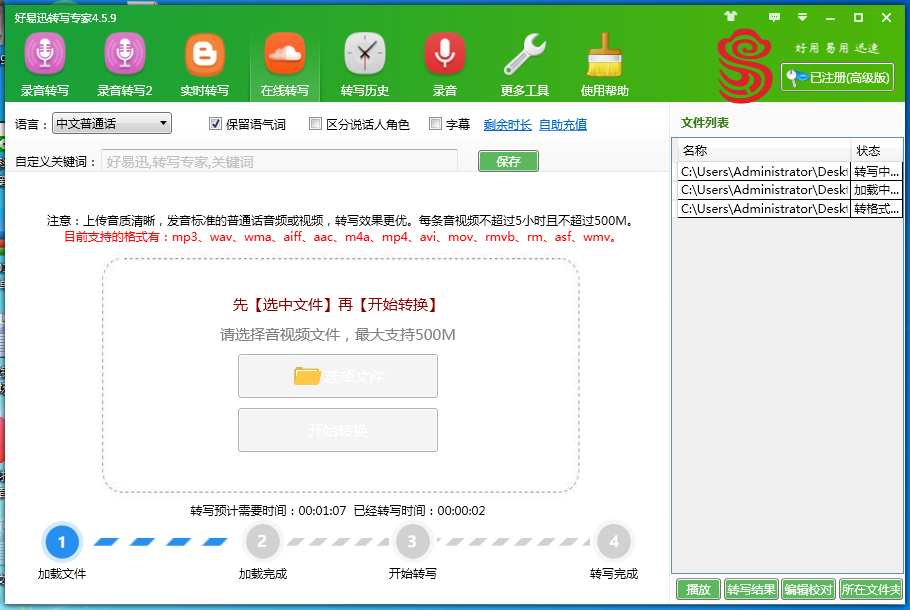 好易迅转写专家4.5.9
好用 易用 迅速
已注册(高级版)
录音转写 录音转写2 实时转写 在线转写 转写历史 录音 更多工具 使用帮助
语言： 中文普通话 保留语气词 区分说话人角色 字幕 剩余时长 自助充值
自定义关键词： 好易迅,转写专家,关键词 保存
注意：上传音质清晰，发音标准的普通话音频或视频，转写效果更优。每条音视频不超过5小时且不超过500M。
目前支持的格式有：mp3、wav、wma、aiff、aac、m4a、mp4、avi、mov、rmvb、rm、asf、wmv。
先【选中文件】再【开始转换】
请选择音视频文件，最大支持500M
选择文件
开始转换
转写预计需要时间：00:01:07 已经转写时间：00:00:02
1 2 3 4
加载文件 加载完成 开始转写 转写完成
文件列表
名称 状态
C:\Users\Administrator\Deskt 转写中...
C:\Users\Administrator\Deskt 加载中...
C:\Users\Administrator\Deskt 转格式...
播放 转写结果 编辑校对 所在文件夹